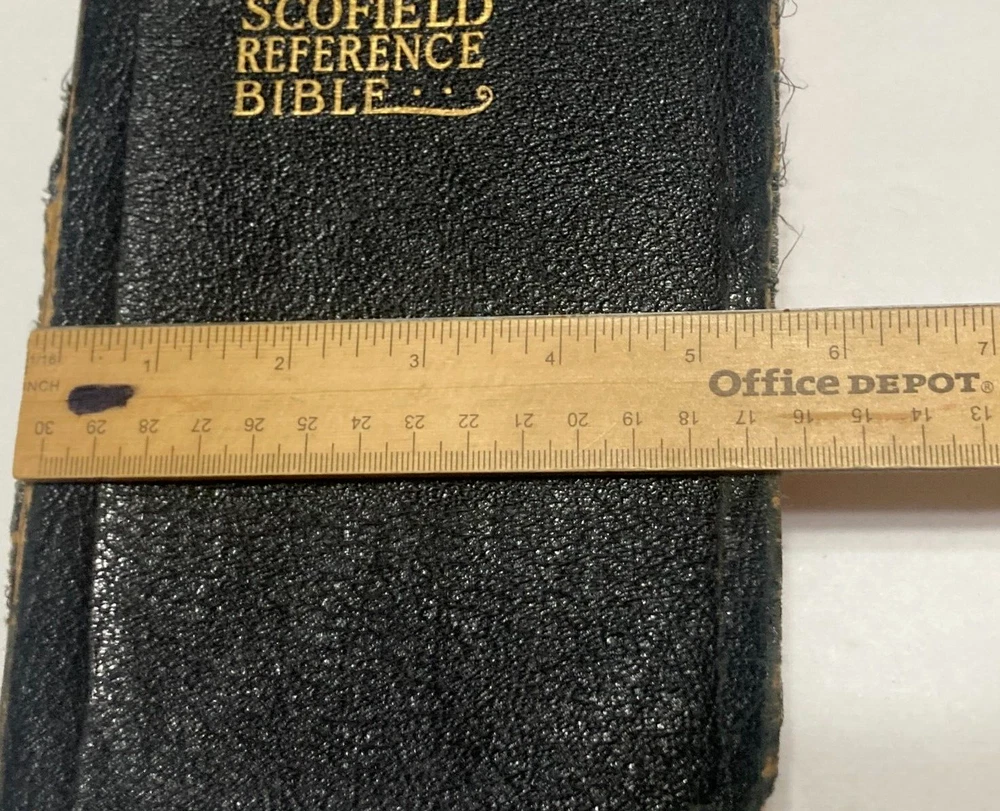 SCOFIELD
REFERENCE
BIBLE
1/16
1 2 3 4 5 6 7
INCH
Office DEPOT®
30 29 28 27 26 25 24 23 22 21 20 19 18 17 16 15 14 13